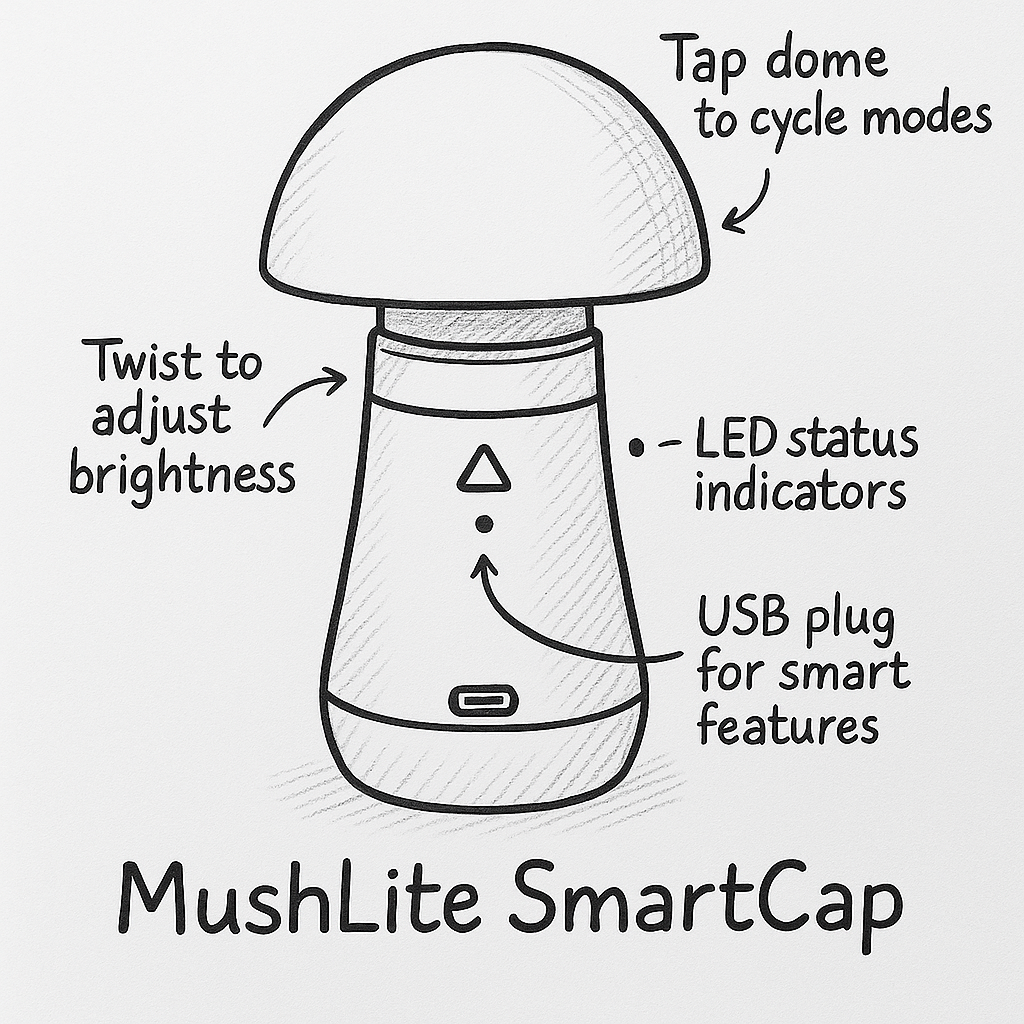 Tap dome
to cycle modes
Twist to
adjust
brightness
LED status
indicators
USB plug
for smart
features
MushLite SmartCap